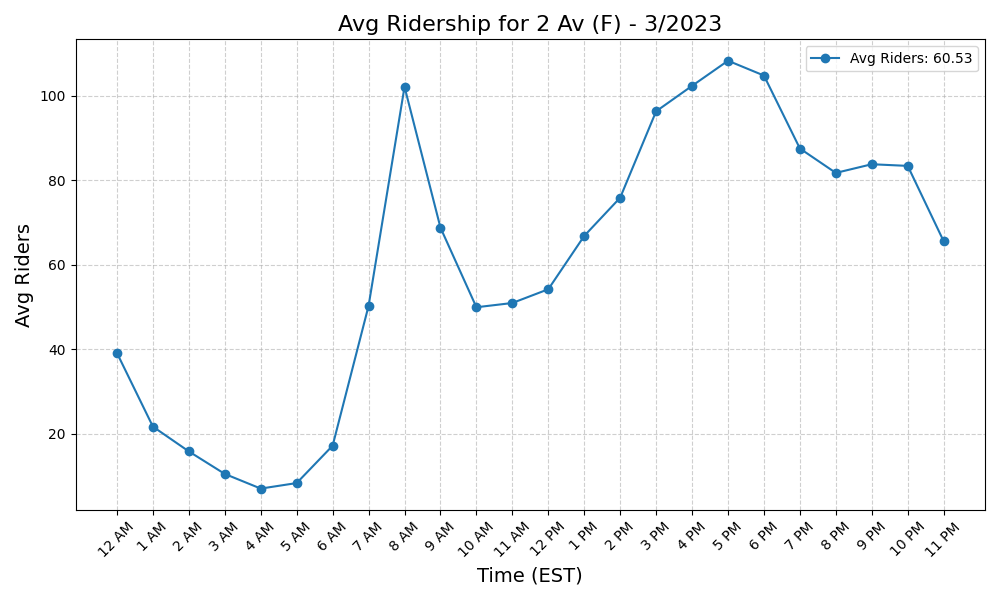 Avg Ridership for 2 Av (F) - 3/2023
Avg Riders: 60.53
Avg Riders
100
80
60
40
20
12 AM
1 AM
2 AM
3 AM
4 AM
5 AM
6 AM
7 AM
8 AM
9 AM
10 AM
11 AM
12 PM
1 PM
2 PM
3 PM
4 PM
5 PM
6 PM
7 PM
8 PM
9 PM
10 PM
11 PM
Time (EST)